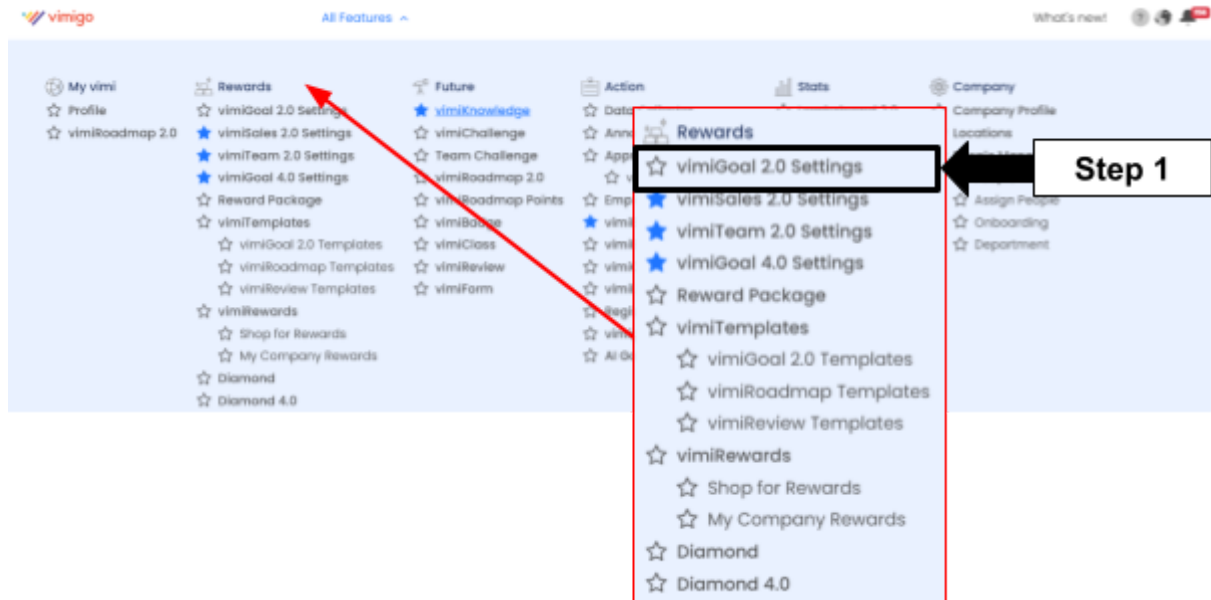 vimigo
All Features
What's new!
My vimi
Profile
vimiRoadmap 2.0
Rewards
vimiGoal 2.0 Settings
vimiSales 2.0 Settings
vimiTeam 2.0 Settings
vimiGoal 4.0 Settings
Reward Package
vimiTemplates
vimiGoal 2.0 Templates
vimiRoadmap Templates
vimiReview Templates
vimiRewards
Shop for Rewards
My Company Rewards
Diamond
Diamond 4.0
Future
vimiKnowledge
vimiChallenge
Team Challenge
vimiRoadmap 2.0
vimiRoadmap Points
vimiBadge
vimiClass
vimiReview
vimiForm
Action
Stats
Company
Company Profile
Locations
Assign People
Onboarding
Department
Rewards
vimiGoal 2.0 Settings
vimiSales 2.0 Settings
vimiTeam 2.0 Settings
vimiGoal 4.0 Settings
Reward Package
vimiTemplates
vimiGoal 2.0 Templates
vimiRoadmap Templates
vimiReview Templates
vimiRewards
Shop for Rewards
My Company Rewards
Diamond
Diamond 4.0
Step 1